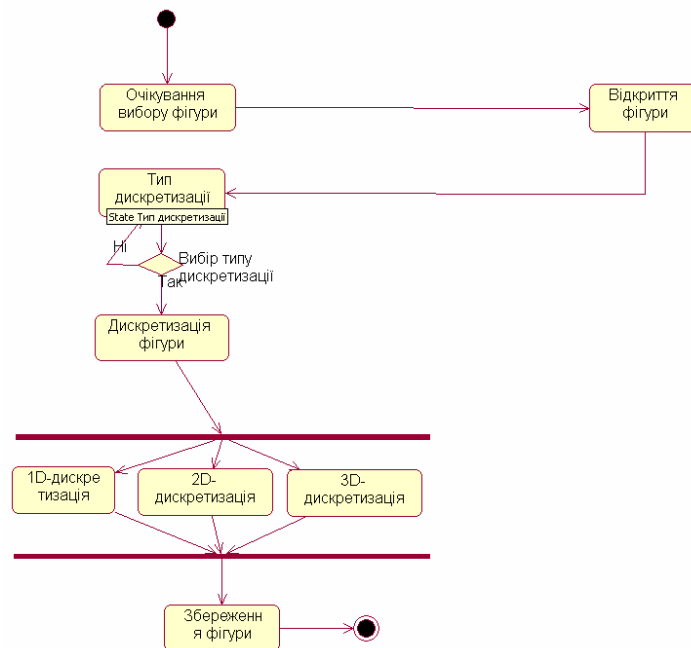 Очікування
вибору фігури
Відкриття
фігури
Тип
дискретизації
State Тип дискретизації
Ні
Вибір типу
дискретизації
Так
Дискретизація
фігури
1D-дискре
тизація
2D-
дискретизація
3D-
дискретизація
Збереженн
я фігури